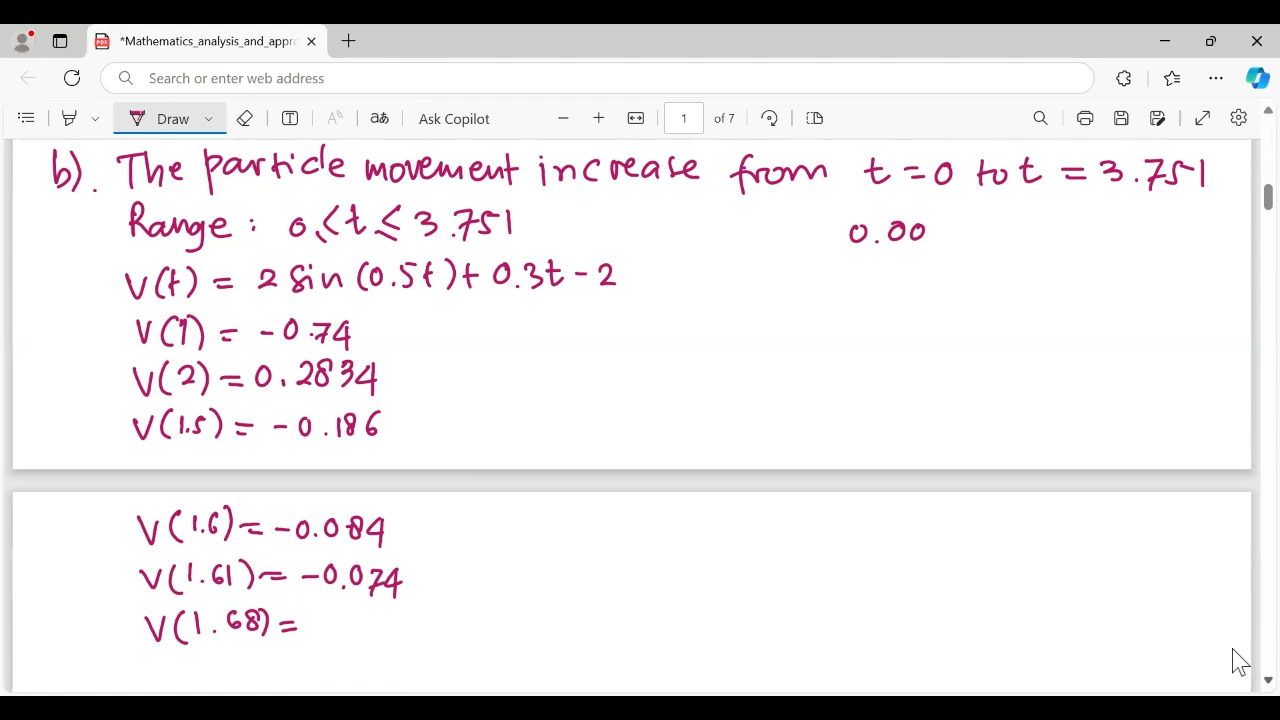 *Mathematics_analysis_and_appr
Search or enter web address
Draw
aあ
Ask Copilot
1
of 7
b). The particle movement increase from t = 0 to t = 3.751
Range : 0 ≤ t ≤ 3.751
0.00
V(t) = 2 sin (0.5t) + 0.3t - 2
V(1) = -0.74
V(2) = 0.2834
V(1.5) = -0.186
V(1.6) = -0.084
V(1.61) = -0.074
V(1.68) =